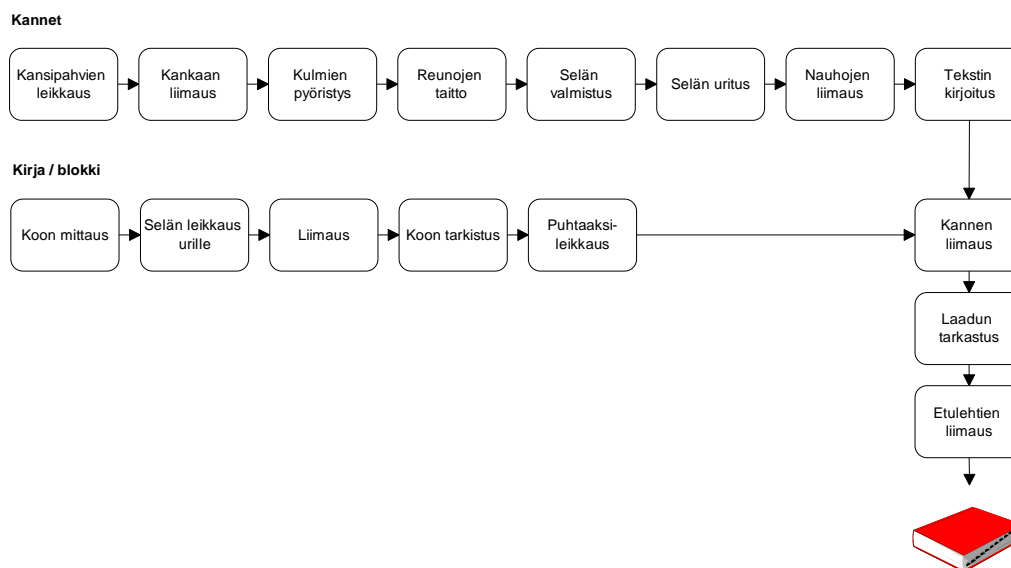 Kannet
Kansipahvien
leikkaus
Kankaan
liimaus
Kulmien
pyöristys
Reunojen
taitto
Selän
valmistus
Selän uritus
Nauhojen
liimaus
Tekstin
kirjoitus
Kirja / blokki
Koon mittaus
Selän leikkaus
urille
Liimaus
Koon tarkistus
Puhtaaksi-
leikkaus
Kannen
liimaus
Laadun
tarkastus
Etulehtien
liimaus